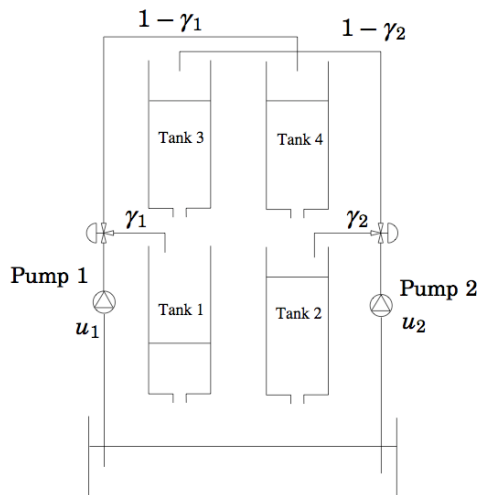 1 − γ₁
1 − γ₂
Tank 3
Tank 4
γ₁
γ₂
Pump 1
Tank 1
Tank 2
Pump 2
u₁
u₂